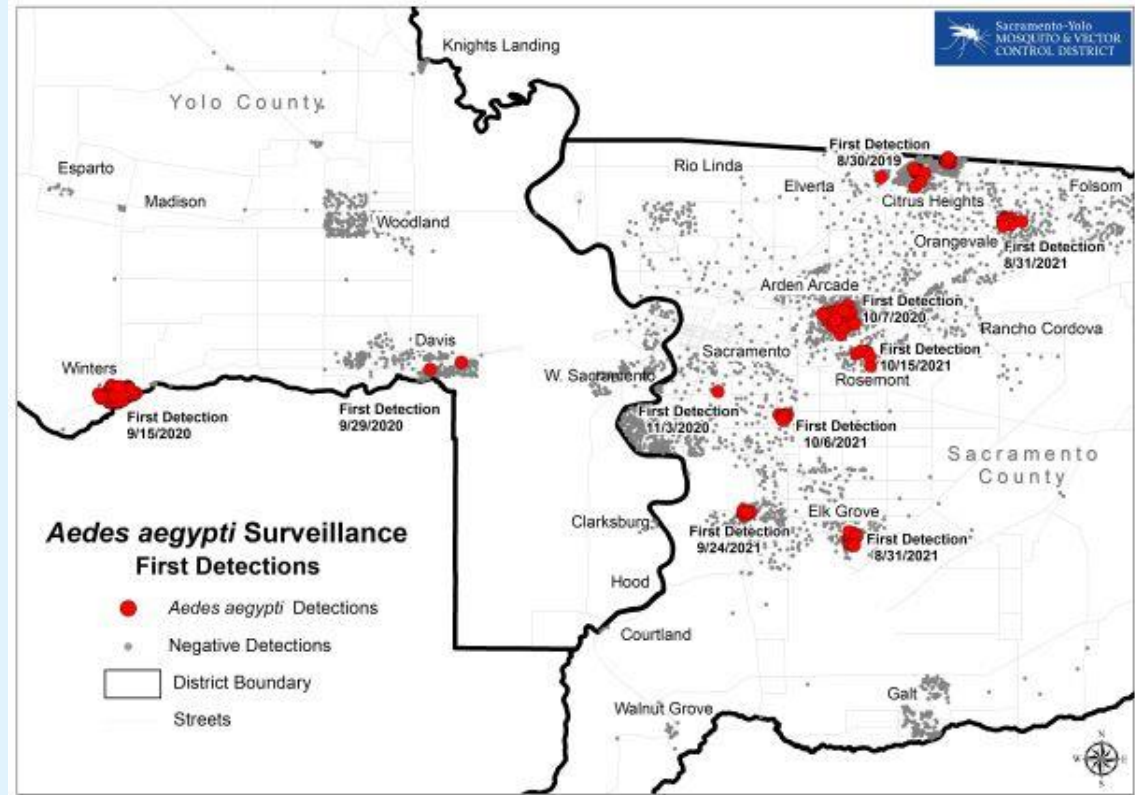 Sacramento-Yolo
MOSQUITO & VECTOR
CONTROL DISTRICT
Knights Landing
Yolo County
Esparto
Madison
Woodland
Rio Linda
First Detection
8/30/2019
Elverta
Citrus Heights
Folsom
Orangevale
First Detection
8/31/2021
Arden Arcade
First Detection
10/7/2020
Rancho Cordova
Davis
Winters
Sacramento
First Detection
10/15/2021
Rosemont
W. Sacramento
First Detection
9/15/2020
First Detection
9/29/2020
First Detection
11/3/2020
First Detection
10/6/2021
Sacramento
County
Clarksburg
First Detection
9/24/2021
Elk Grove
First Detection
8/31/2021
Hood
Courtland
Walnut Grove
Galt
Aedes aegypti Surveillance
First Detections
Aedes aegypti Detections
Negative Detections
District Boundary
Streets
N
W E
S